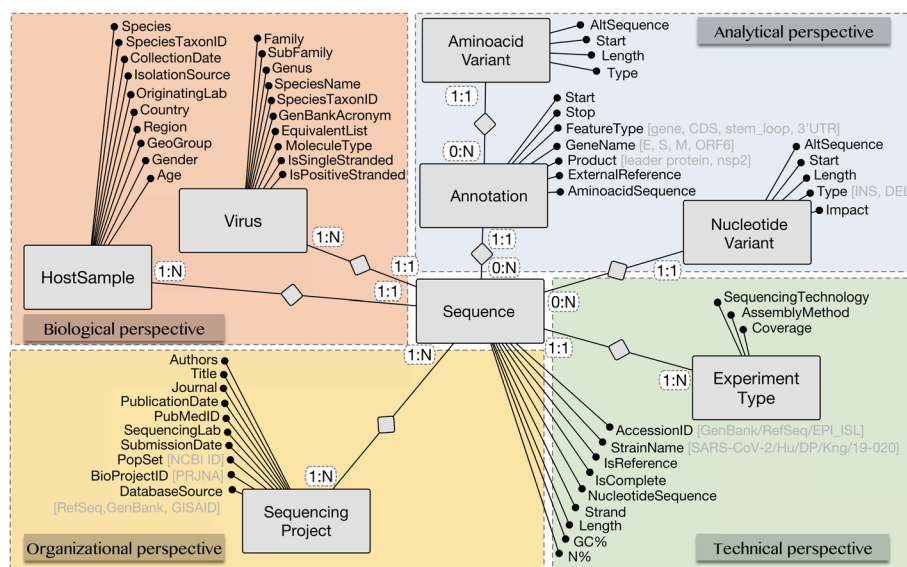 Species
SpeciesTaxonID
CollectionDate
IsolationSource
OriginatingLab
Country
Region
GeoGroup
Gender
Age
HostSample
1:N
1:1
Biological perspective
Family
SubFamily
Genus
SpeciesName
SpeciesTaxonID
GenBankAcronym
EquivalentList
MoleculeType
IsSingleStranded
IsPositiveStranded
Virus
1:N
1:1
Analytical perspective
Aminoacid
Variant
AltSequence
Start
Length
Type
1:1
0:N
Start
Stop
FeatureType [gene, CDS, stem_loop, 3'UTR]
GeneName [E, S, M, ORF6]
Product [leader protein, nsp2]
ExternalReference
AminoacidSequence
Annotation
1:1
0:N
AltSequence
Start
Length
Type [INS, DEL
Impact
Nucleotide
Variant
1:1
0:N
Sequence
1:N
1:1
SequencingTechnology
AssemblyMethod
Coverage
Experiment
Type
1:N
AccessionID [GenBank/RefSeq/EPI_ISL]
StrainName [SARS-CoV-2/Hu/DP/Kng/19-020]
IsReference
IsComplete
NucleotideSequence
Strand
Length
GC%
N%
Technical perspective
Authors
Title
Journal
PublicationDate
PubMedID
SequencingLab
SubmissionDate
PopSet [NCBI ID]
BioProjectID [PRJNA]
DatabaseSource
[RefSeq,GenBank, GISAID]
1:N
Sequencing
Project
Organizational perspective